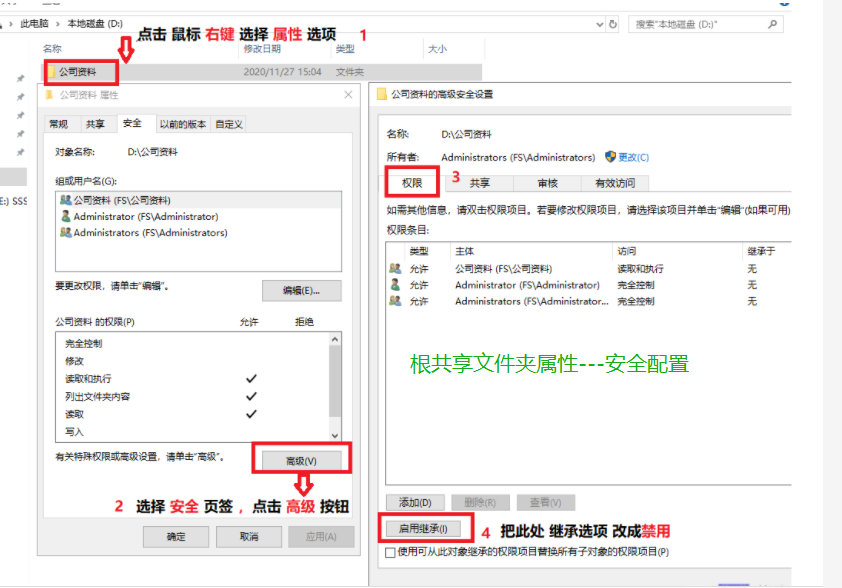 此电脑 › 本地磁盘 (D:)
搜索"本地磁盘 (D:)"
点击 鼠标 右键 选择 属性 选项 1
名称
修改日期
类型
大小
公司资料
2020/11/27 15:04
文件夹
公司资料 属性
常规
共享
安全
以前的版本
自定义
对象名称:
D:\公司资料
组或用户名(G):
公司资料 (FS\公司资料)
Administrator (FS\Administrator)
Administrators (FS\Administrators)
要更改权限，请单击"编辑"。
编辑(E)...
公司资料 的权限(P)
允许
拒绝
完全控制
修改
读取和执行
列出文件夹内容
读取
写入
有关特殊权限或高级设置，请单击"高级"。
高级(V)
2 选择 安全 页签，点击 高级 按钮
确定
取消
应用(A)
E:) SSS
公司资料的高级安全设置
名称:
D:\公司资料
所有者:
Administrators (FS\Administrators)
更改(C)
权限
3
共享
审核
有效访问
如需其他信息，请双击权限项目。若要修改权限项目，请选择该项目并单击"编辑"(如果可用)
权限条目:
类型
主体
访问
继承于
允许 公司资料 (FS\公司资料) 读取和执行 无
允许 Administrator (FS\Administrator) 完全控制 无
允许 Administrators (FS\Administrator... 完全控制 无
根共享文件夹属性---安全配置
添加(D)
删除(R)
查看(V)
启用继承(I)
4 把此处 继承选项 改成禁用
使用可从此对象继承的权限项目替换所有子对象的权限项目(P)